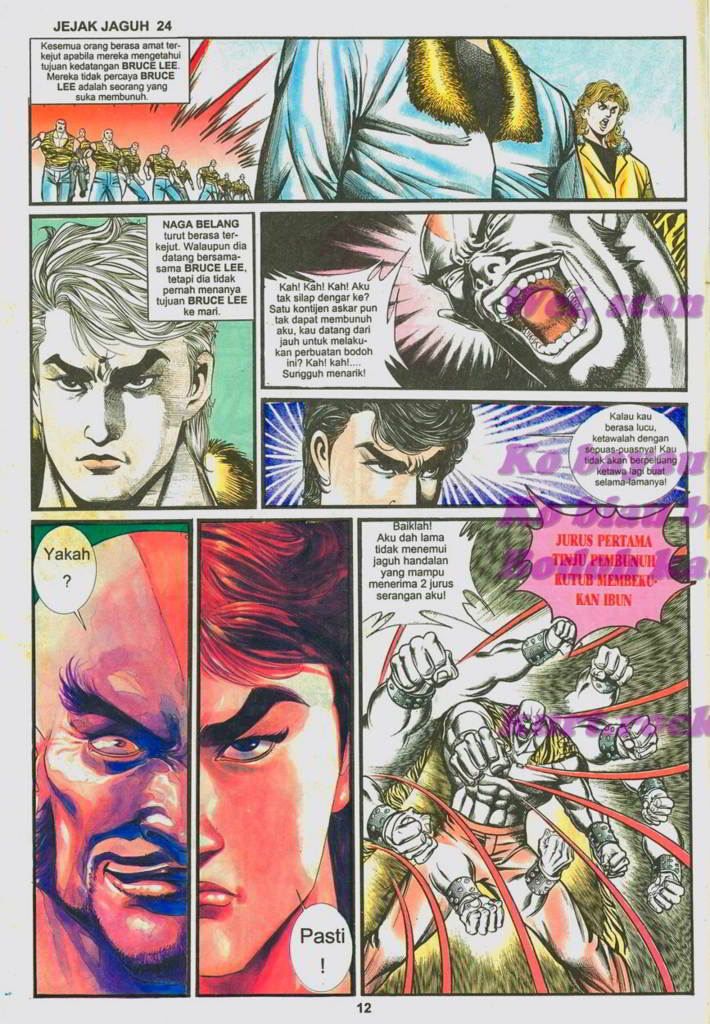 JEJAK JAGUH 24
Kesemua orang berasa amat ter-
kejut apabila mereka mengetahui
tujuan kedatangan BRUCE LEE.
Mereka tidak percaya BRUCE
LEE adalah seorang yang
suka membunuh.
NAGA BELANG
turut berasa ter-
kejut. Walaupun dia
datang bersama-
sama BRUCE LEE,
tetapi dia tidak
pernah menanya
tujuan BRUCE LEE
ke mari.
Kah! Kah! Kah! Aku
tak silap dengar ke?
Satu kontijen askar pun
tak dapat membunuh
aku, kau datang dari
jauh untuk melaku-
kan perbuatan bodoh
ini? Kah! kah!....
Sungguh menarik!
Wei, scan
Kalau kau
berasa lucu,
ketawalah dengan
sepuas-puasnya! Kau
tidak akan berpeluang
ketawa lagi buat
selama-lamanya!
Yakah
?
Pasti
!
Baiklah!
Aku dah lama
tidak menemui
jaguh handalan
yang mampu
menerima 2 jurus
serangan aku!
JURUS PERTAMA
TINJU PEMBUNUH
KUTUB MEMBEKU-
KAN IBUN
12